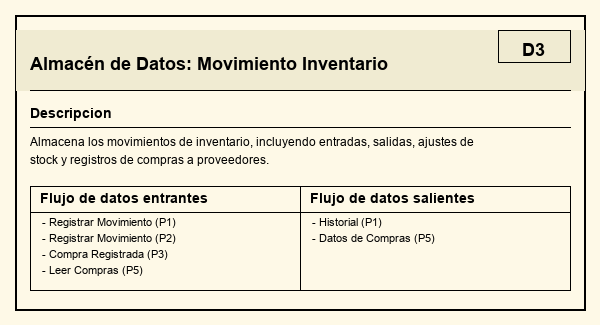 D3
Almacén de Datos: Movimiento Inventario
Descripcion
Almacena los movimientos de inventario, incluyendo entradas, salidas, ajustes de
stock y registros de compras a proveedores.
Flujo de datos entrantes
- Registrar Movimiento (P1)
- Registrar Movimiento (P2)
- Compra Registrada (P3)
- Leer Compras (P5)
Flujo de datos salientes
- Historial (P1)
- Datos de Compras (P5)